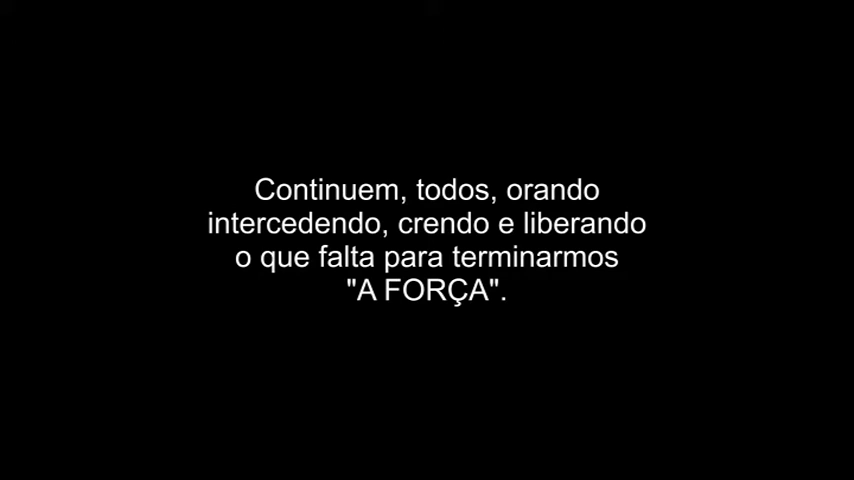 Continuem, todos, orando
intercedendo, crendo e liberando
o que falta para terminarmos
"A FORÇA".